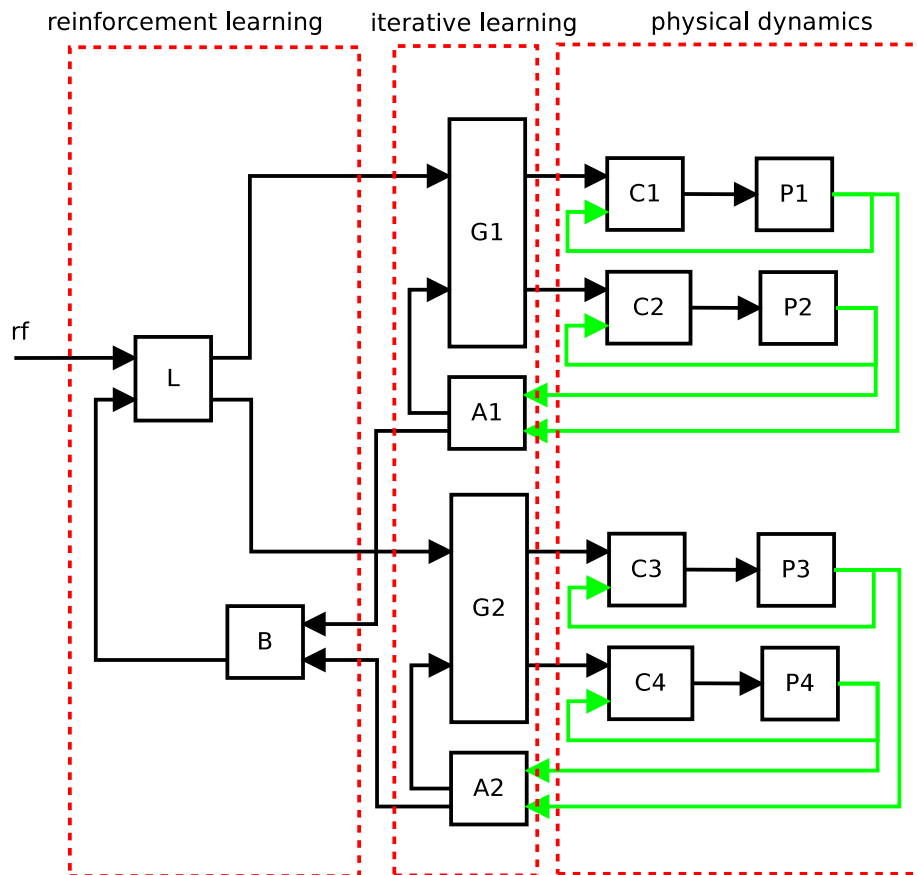 reinforcement learning
iterative learning
physical dynamics
rf
L
B
G1
A1
G2
A2
C1
P1
C2
P2
C3
P3
C4
P4